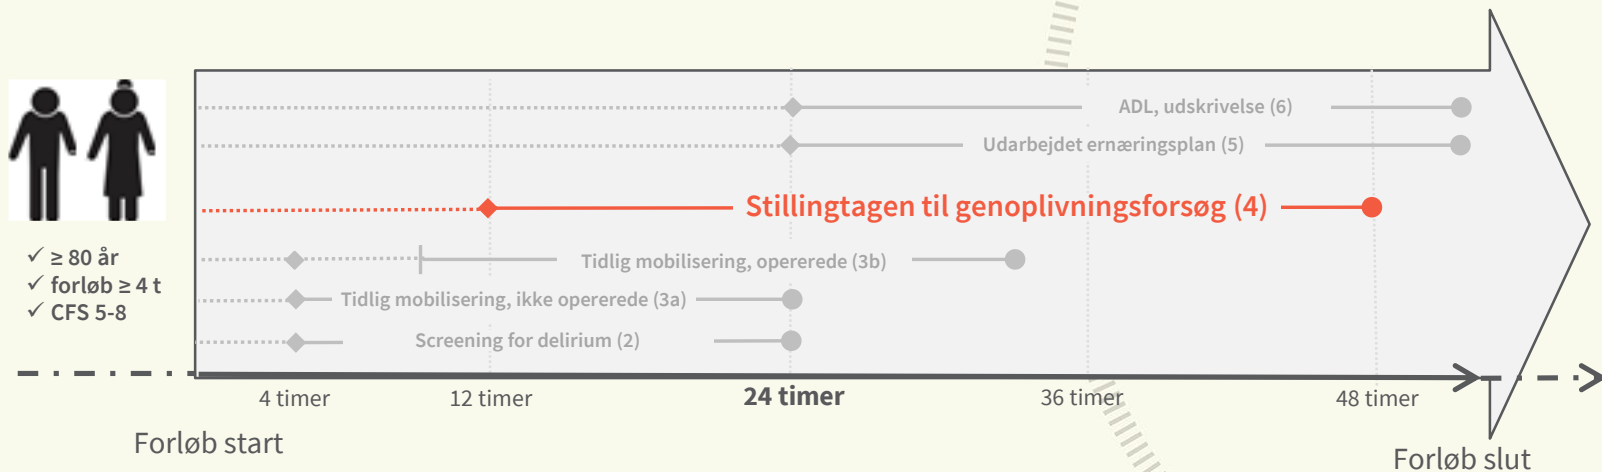 ADL, udskrivelse (6)
Udarbejdet ernæringsplan (5)
Stillingtagen til genoplivningsforsøg (4)
✓ ≥ 80 år
✓ forløb ≥ 4 t
✓ CFS 5-8
Tidlig mobilisering, opererede (3b)
Tidlig mobilisering, ikke opererede (3a)
Screening for delirium (2)
4 timer
12 timer
24 timer
36 timer
48 timer
Forløb start
Forløb slut